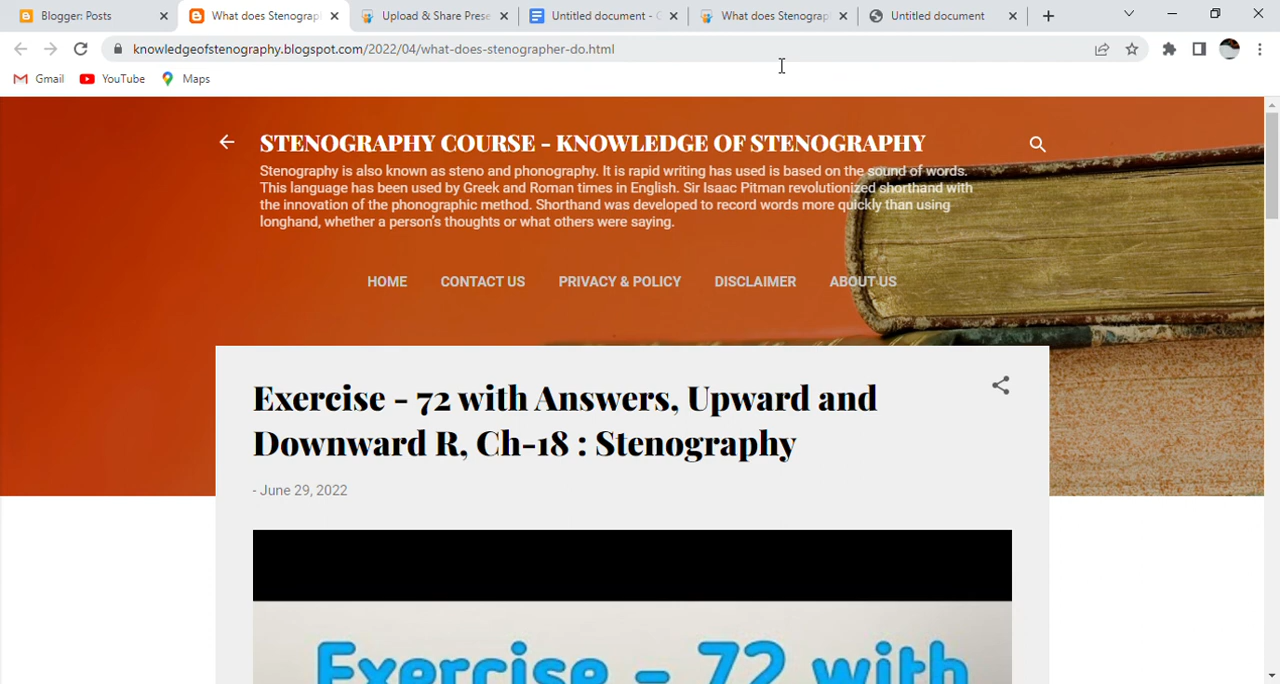 Blogger: Posts
What does Stenograp
Upload & Share Prese
Untitled document -
What does Stenograp
Untitled document
knowledgeofstenography.blogspot.com/2022/04/what-does-stenographer-do.html
Gmail
YouTube
Maps
STENOGRAPHY COURSE - KNOWLEDGE OF STENOGRAPHY
Stenography is also known as steno and phonography. It is rapid writing has used is based on the sound of words.
This language has been used by Greek and Roman times in English. Sir Isaac Pitman revolutionized shorthand with
the innovation of the phonographic method. Shorthand was developed to record words more quickly than using
longhand, whether a person's thoughts or what others were saying.
HOME CONTACT US PRIVACY & POLICY DISCLAIMER ABOUT US
Exercise - 72 with Answers, Upward and
Downward R, Ch-18 : Stenography
- June 29, 2022
Exercise - 72 with